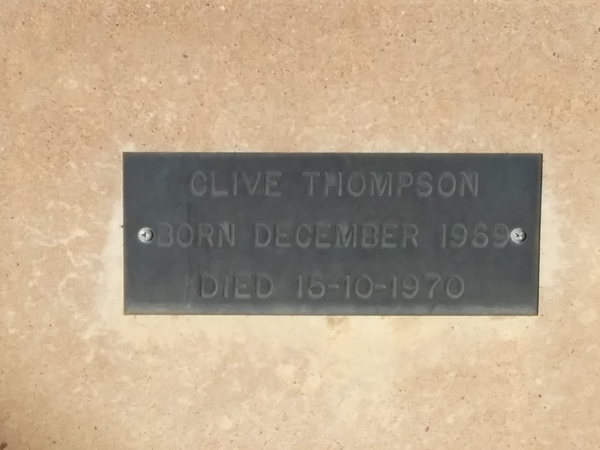 CLIVE THOMPSON
BORN DECEMBER 1969
DIED 15-10-1970